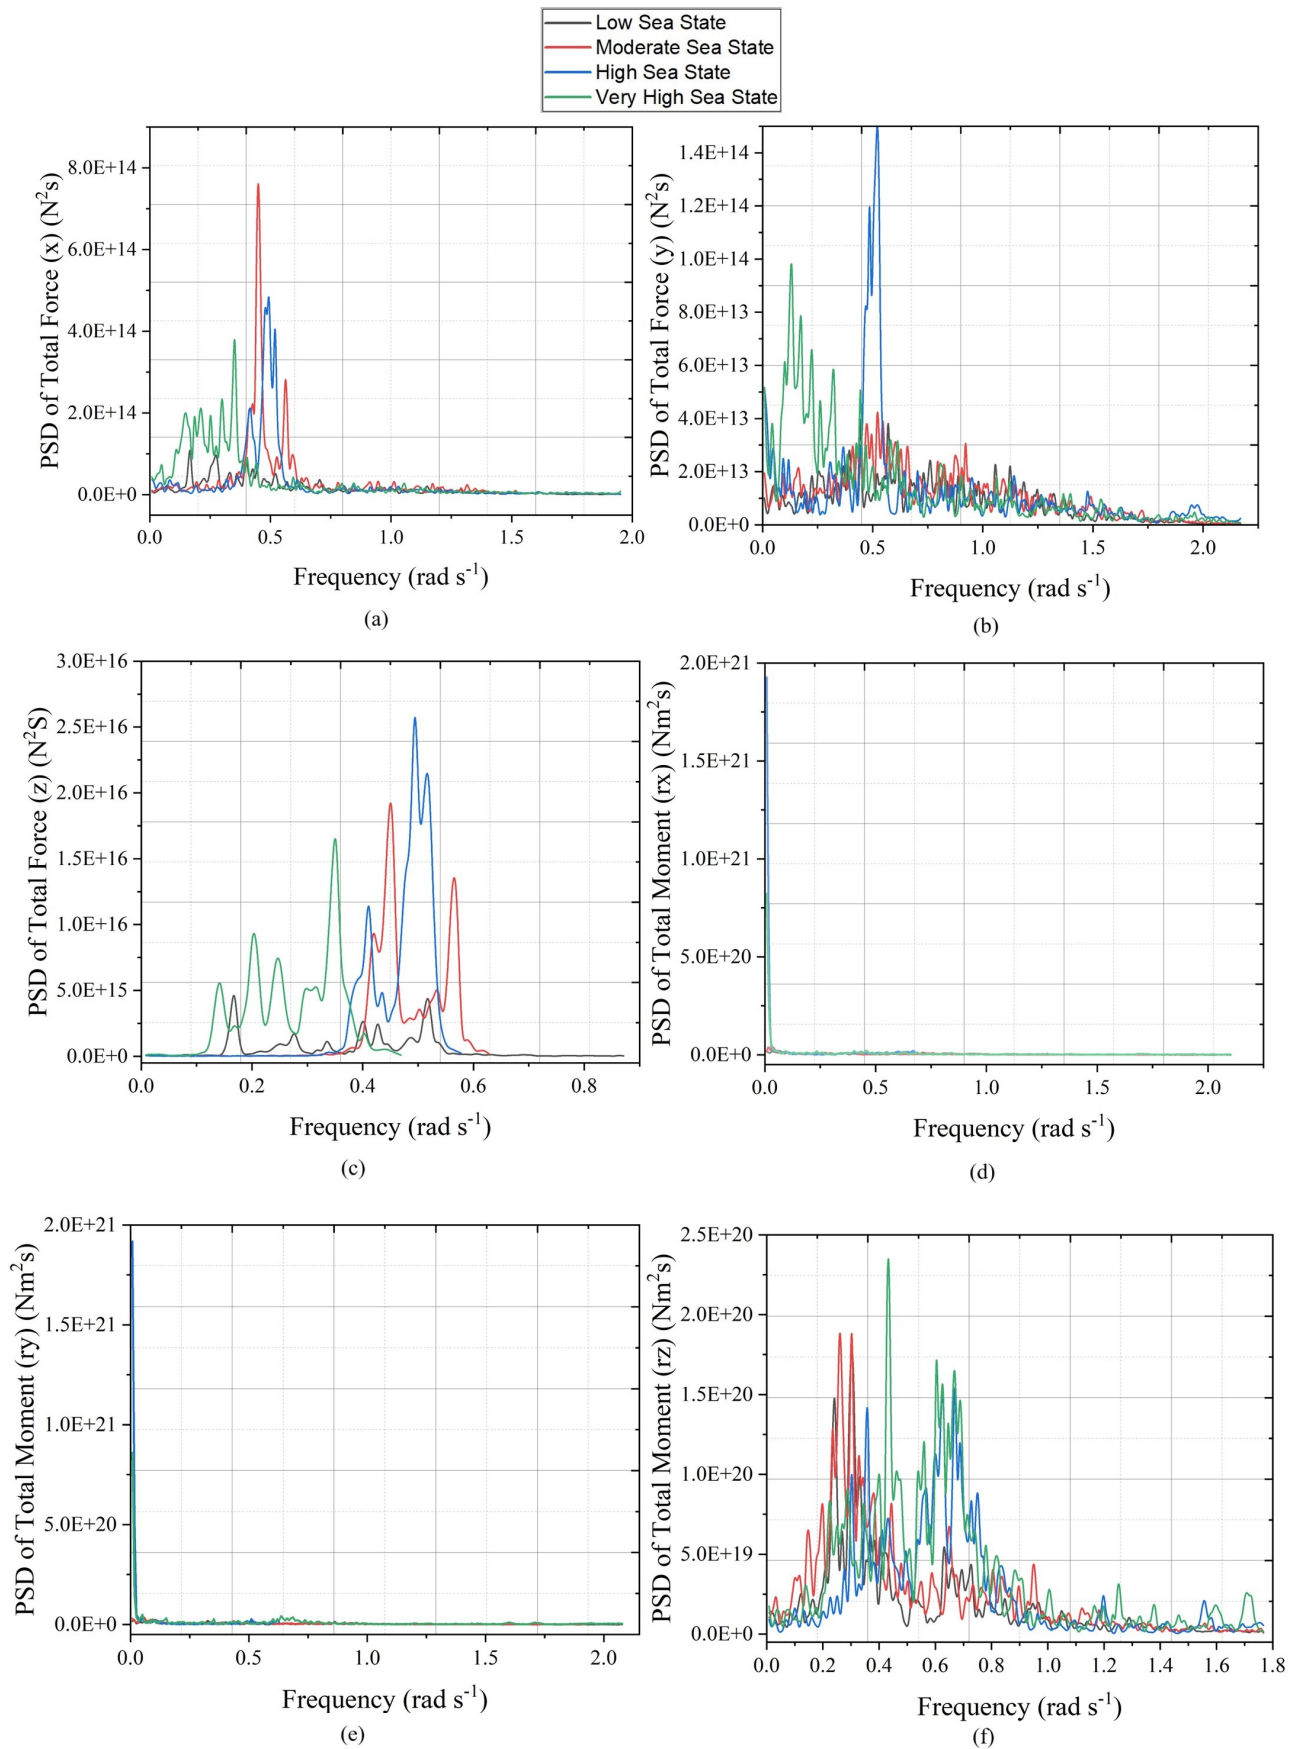 Low Sea State
Moderate Sea State
High Sea State
Very High Sea State
PSD of Total Force (x) (N²s)
8.0E+14
6.0E+14
4.0E+14
2.0E+14
0.0E+0
0.0 0.5 1.0 1.5 2.0
Frequency (rad s⁻¹)
(a)
PSD of Total Force (y) (N²s)
1.4E+14
1.2E+14
1.0E+14
8.0E+13
6.0E+13
4.0E+13
2.0E+13
0.0E+0
0.0 0.5 1.0 1.5 2.0
Frequency (rad s⁻¹)
(b)
PSD of Total Force (z) (N²S)
3.0E+16
2.5E+16
2.0E+16
1.5E+16
1.0E+16
5.0E+15
0.0E+0
0.0 0.2 0.4 0.6 0.8
Frequency (rad s⁻¹)
(c)
PSD of Total Moment (rx) (Nm²s)
2.0E+21
1.5E+21
1.0E+21
5.0E+20
0.0E+0
0.0 0.5 1.0 1.5 2.0
Frequency (rad s⁻¹)
(d)
PSD of Total Moment (ry) (Nm²s)
2.0E+21
1.5E+21
1.0E+21
5.0E+20
0.0E+0
0.0 0.5 1.0 1.5 2.0
Frequency (rad s⁻¹)
(e)
PSD of Total Moment (rz) (Nm²s)
2.5E+20
2.0E+20
1.5E+20
1.0E+20
5.0E+19
0.0E+0
0.0 0.2 0.4 0.6 0.8 1.0 1.2 1.4 1.6 1.8
Frequency (rad s⁻¹)
(f)